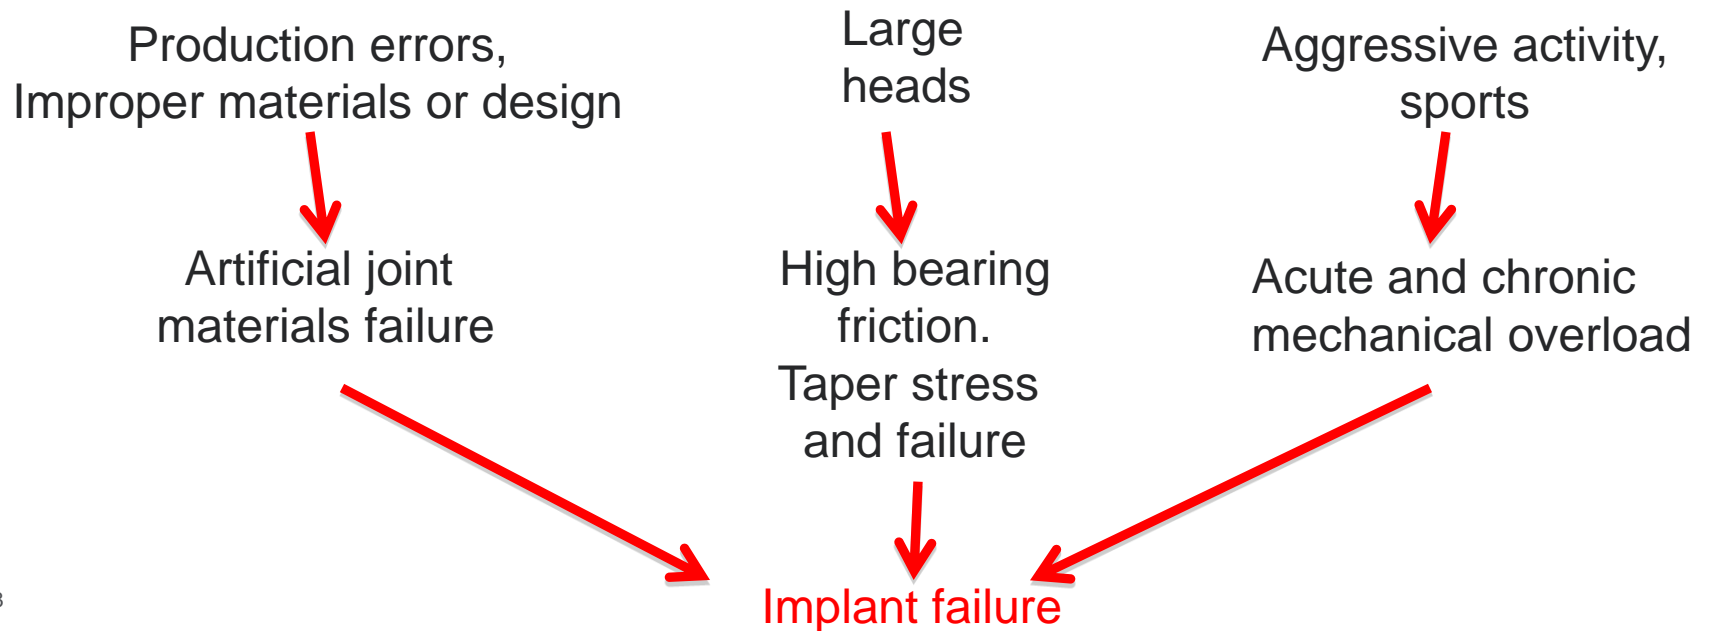 Production errors,
Improper materials or design
Large
heads
Aggressive activity,
sports
Artificial joint
materials failure
High bearing
friction.
Taper stress
and failure
Acute and chronic
mechanical overload
Implant failure